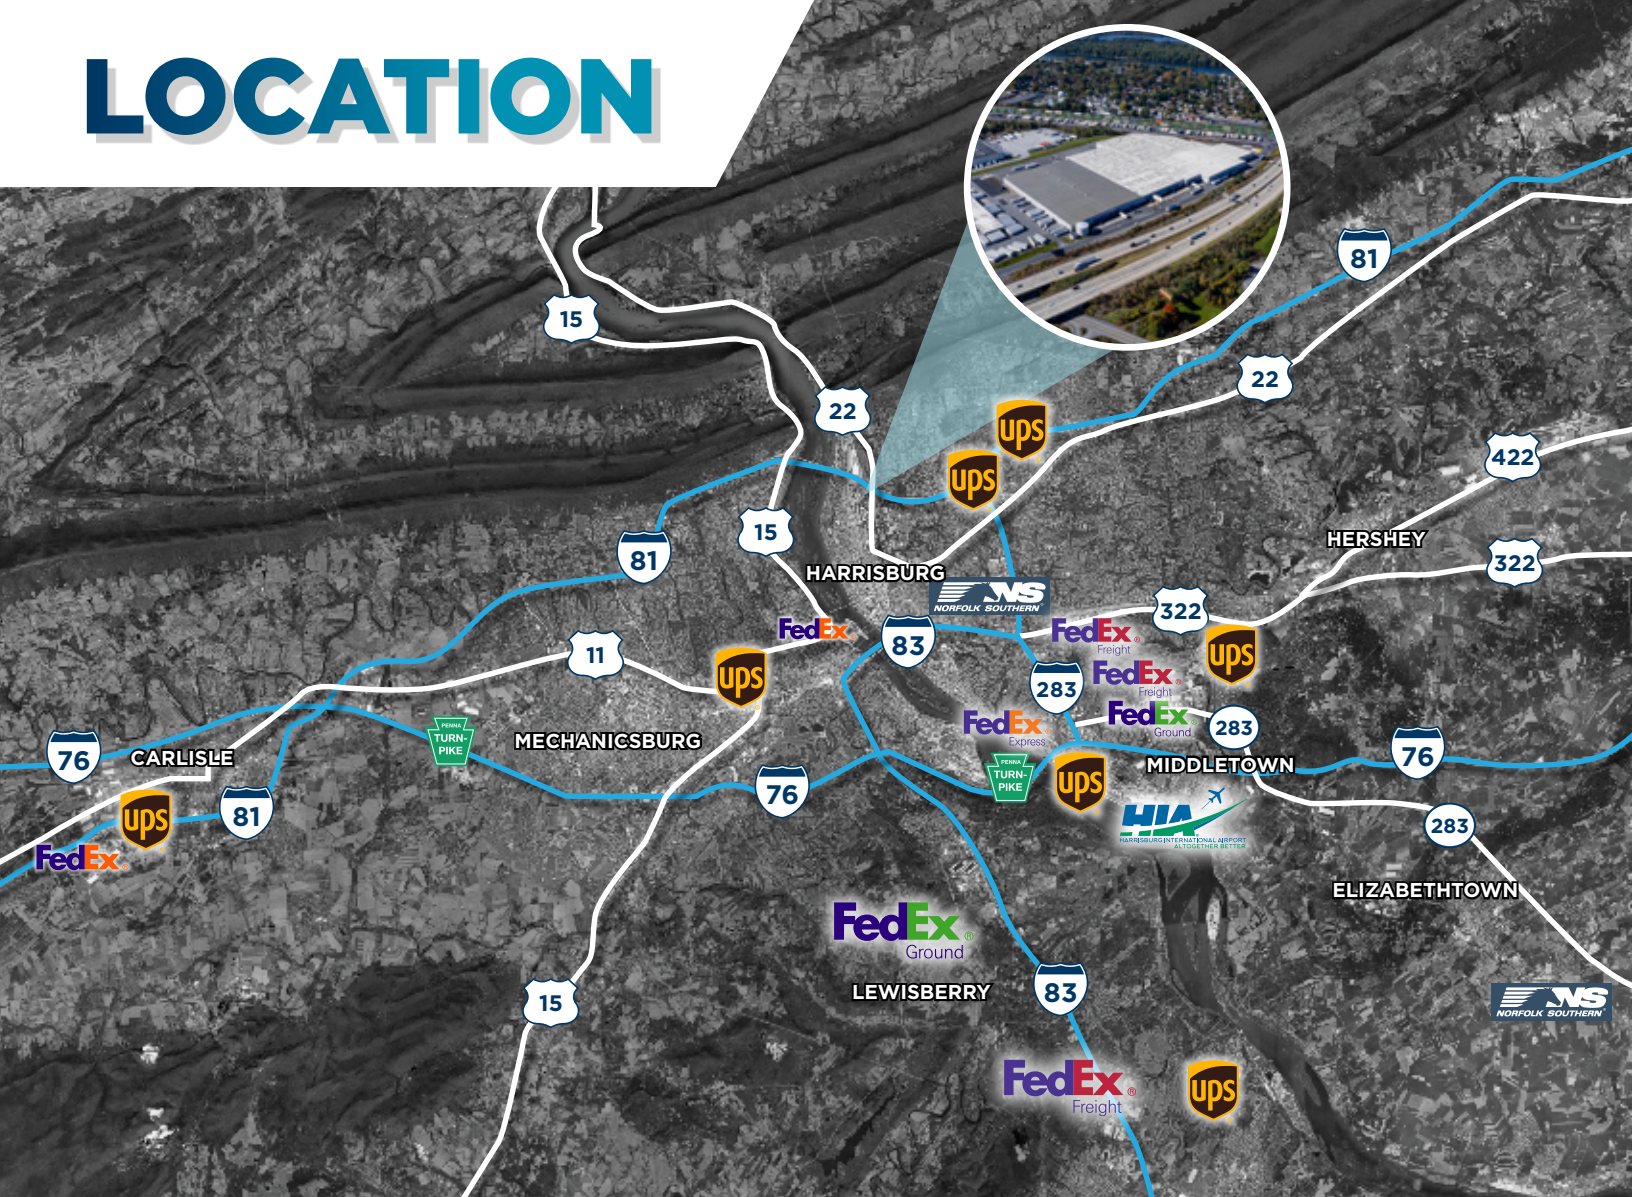 LOCATION
81
15
22
22
ups
422
ups
15
HERSHEY
81
322
HARRISBURG
NS
NORFOLK SOUTHERN
322
FedEx
FedEx
Freight
83
11
ups
ups
FedEx
Freight
283
FedEx
Ground
FedEx
Express
283
PENNA
TURN-
PIKE
MECHANICSBURG
76
CARLISLE
76
MIDDLETOWN
PENNA
TURN-
PIKE
ups
76
ups
81
HIA
HARRISBURG INTERNATIONAL AIRPORT
ALTOGETHER BETTER
283
FedEx
ELIZABETHTOWN
FedEx
Ground
LEWISBERRY
83
15
NS
NORFOLK SOUTHERN
FedEx
Freight
ups